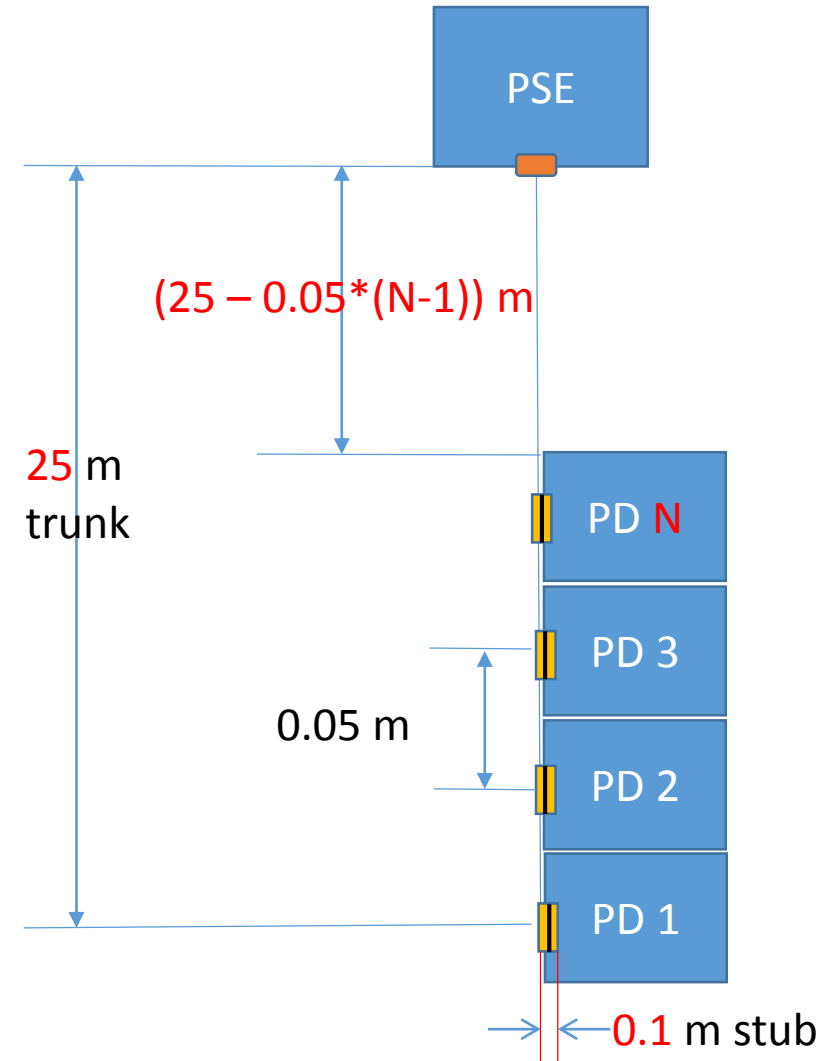 PSE
(25 – 0.05*(N-1)) m
25 m
trunk
PD N
PD 3
0.05 m
PD 2
PD 1
0.1 m stub